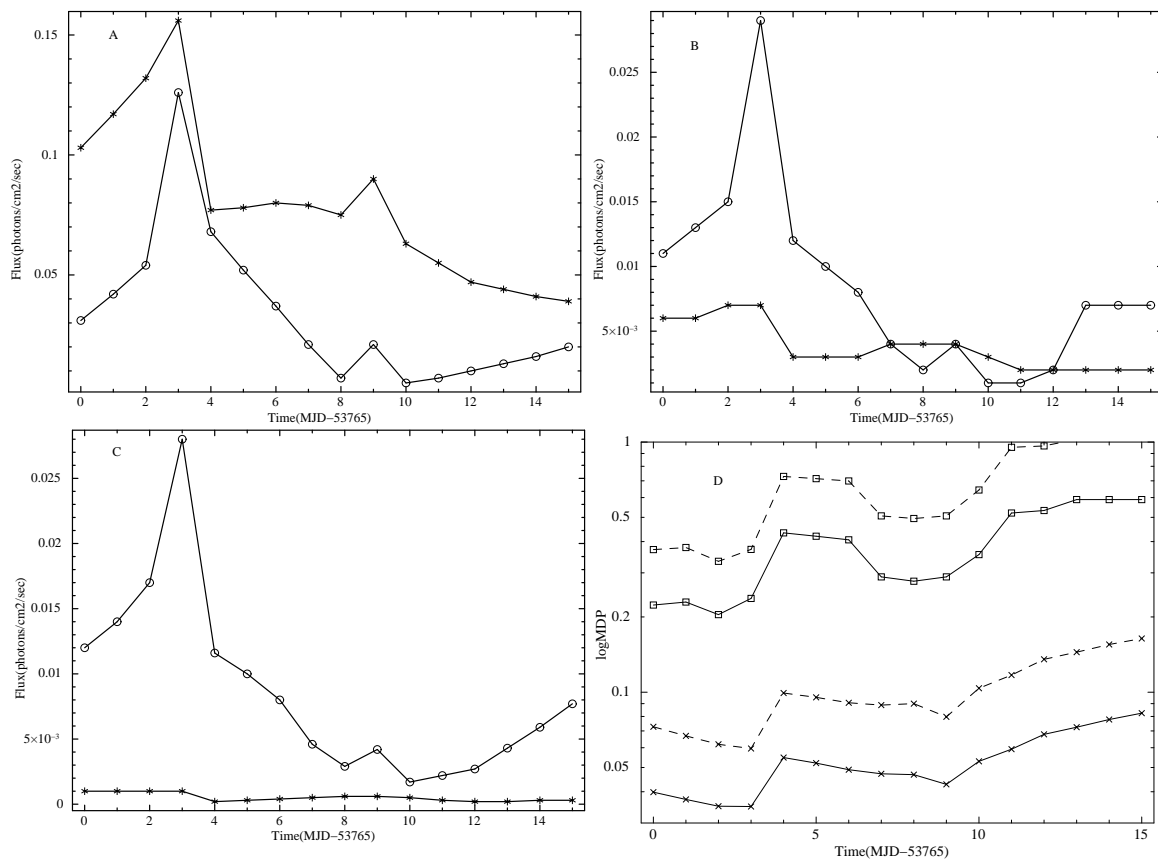 A
0.15
0.1
0.05
Flux(photons/cm2/sec)
0 2 4 6 8 10 12 14
Time(MJD−53765)
B
0.025
0.02
0.015
0.01
5×10⁻³
Flux(photons/cm2/sec)
0 2 4 6 8 10 12 14
Time(MJD−53765)
C
0.025
0.02
0.015
0.01
5×10⁻³
0
Flux(photons/cm2/sec)
0 2 4 6 8 10 12 14
Time(MJD−53765)
D
1
0.5
0.2
0.1
0.05
logMDP
0 5 10 15
Time(MJD−53765)